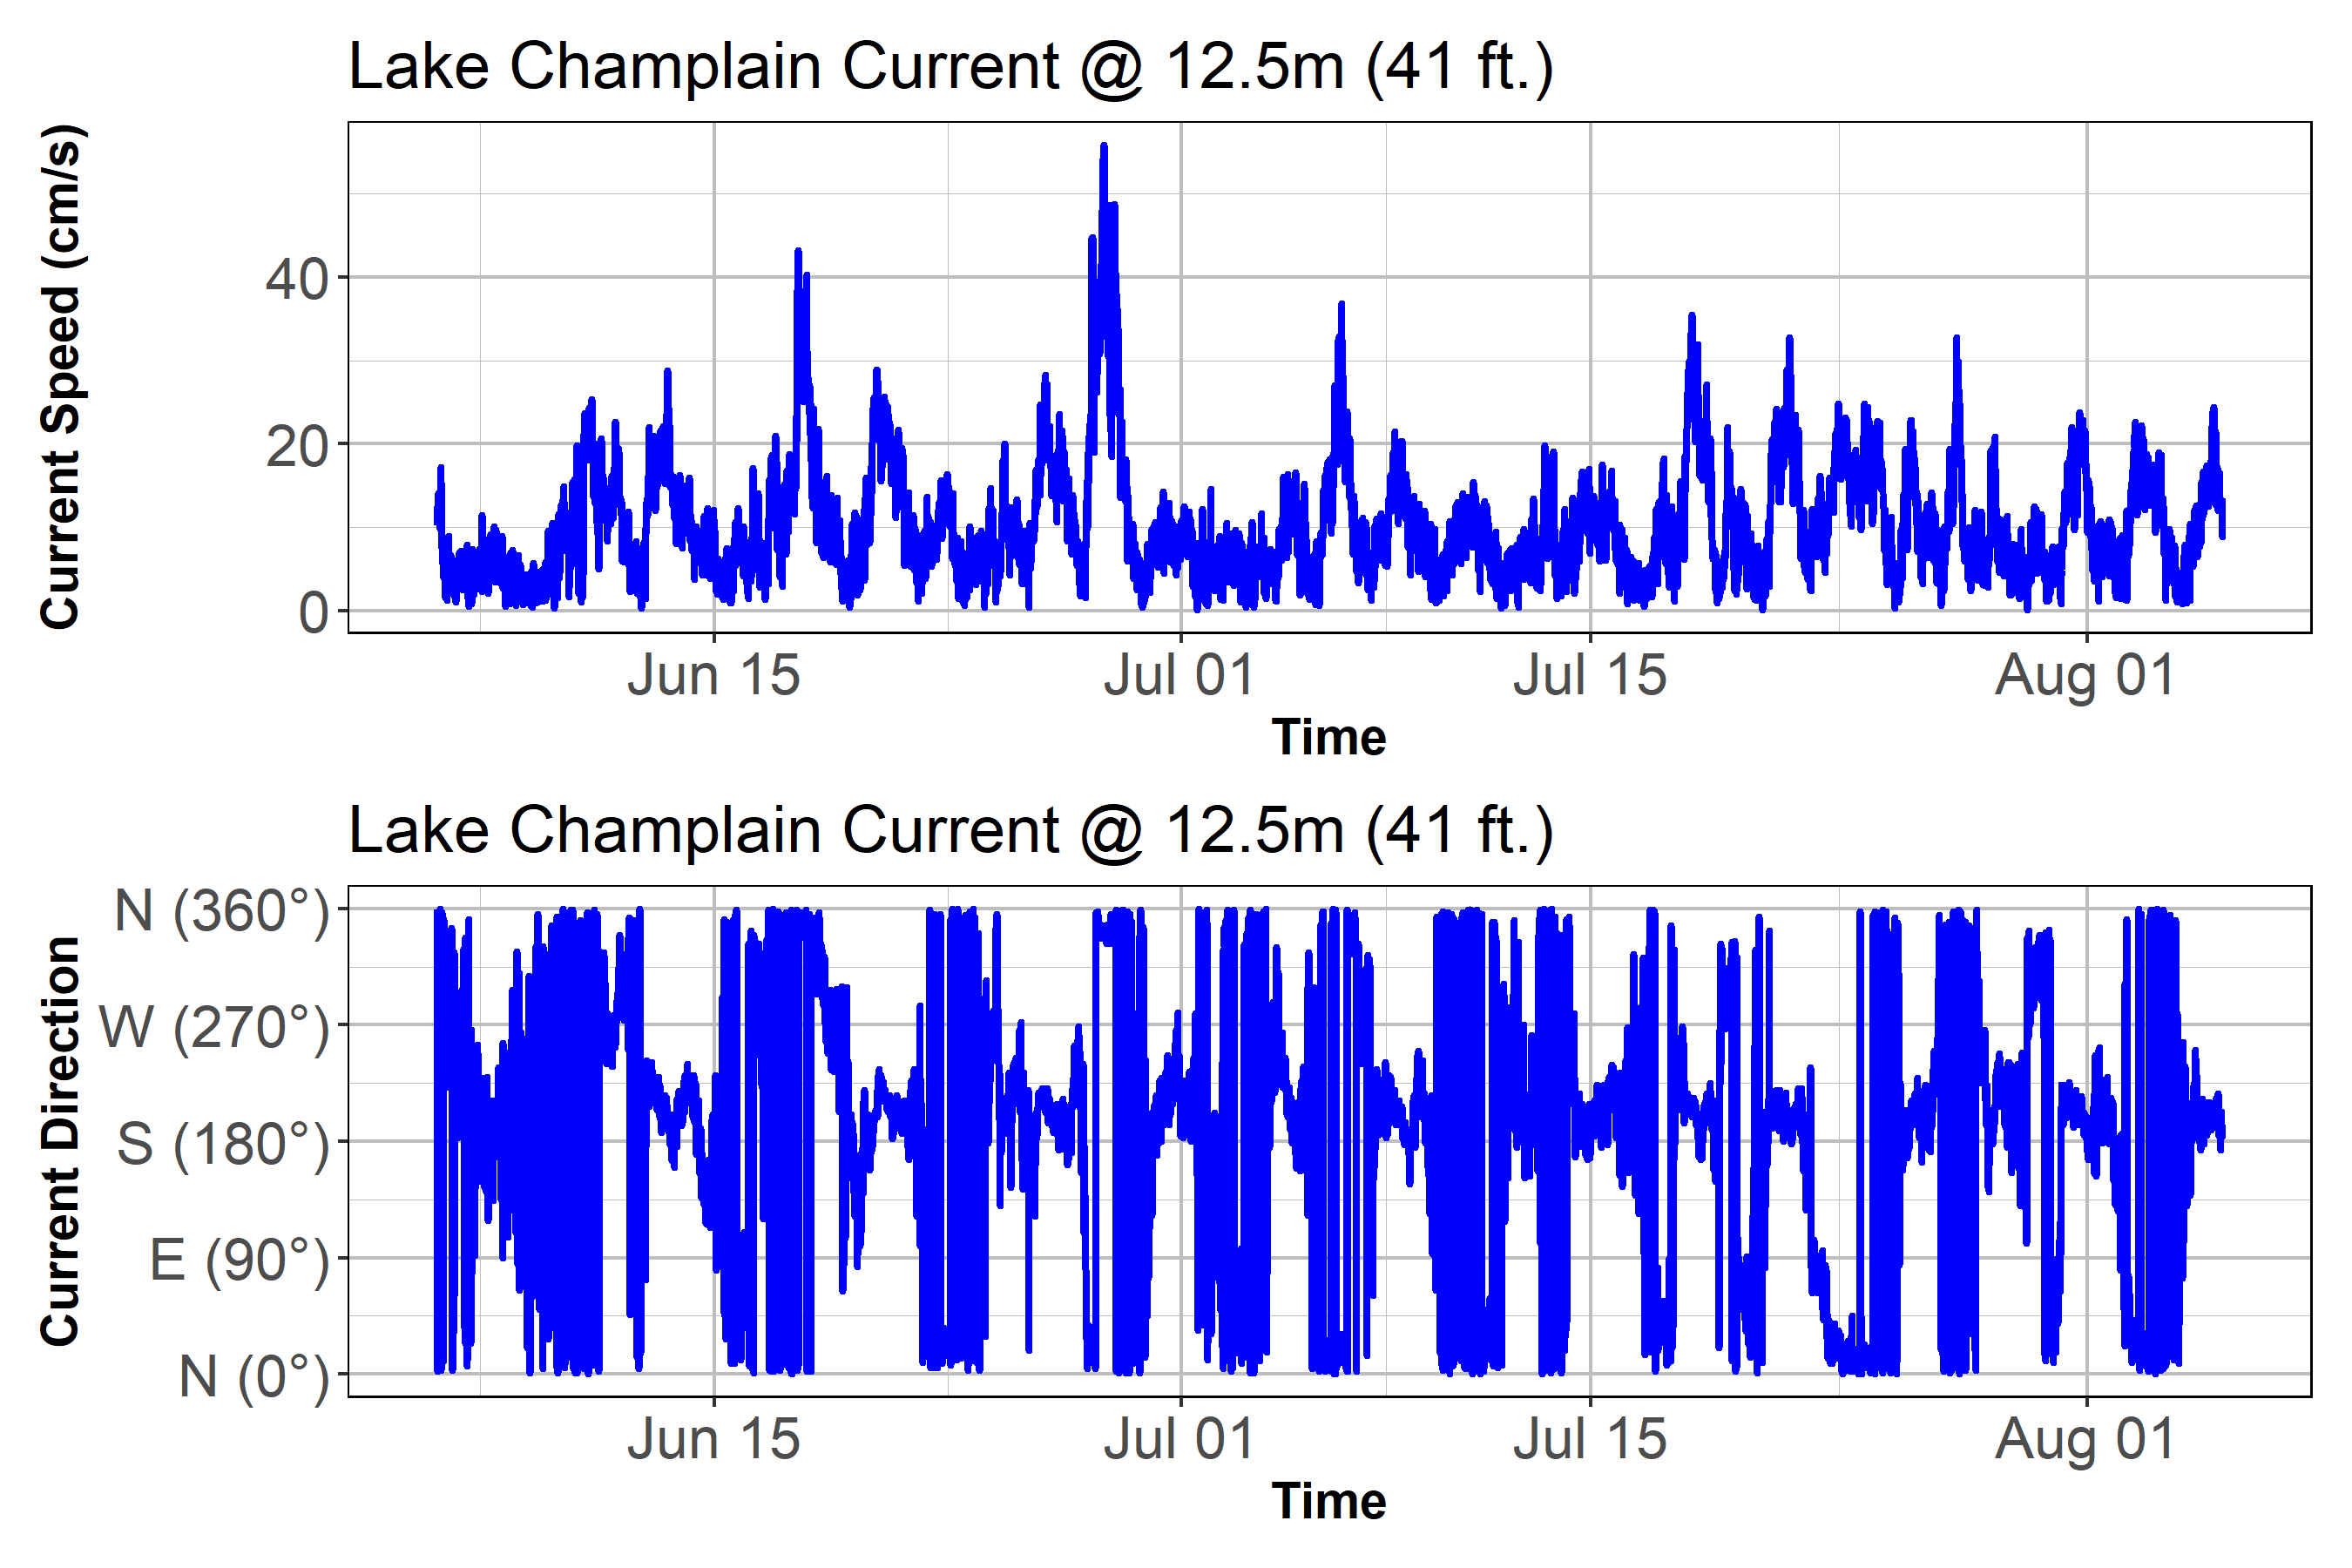 Lake Champlain Current @ 12.5m (41 ft.)
Current Speed (cm/s)
40
20
0
Jun 15
Jul 01
Jul 15
Aug 01
Time
Lake Champlain Current @ 12.5m (41 ft.)
Current Direction
N (360°)
W (270°)
S (180°)
E (90°)
N (0°)
Jun 15
Jul 01
Jul 15
Aug 01
Time